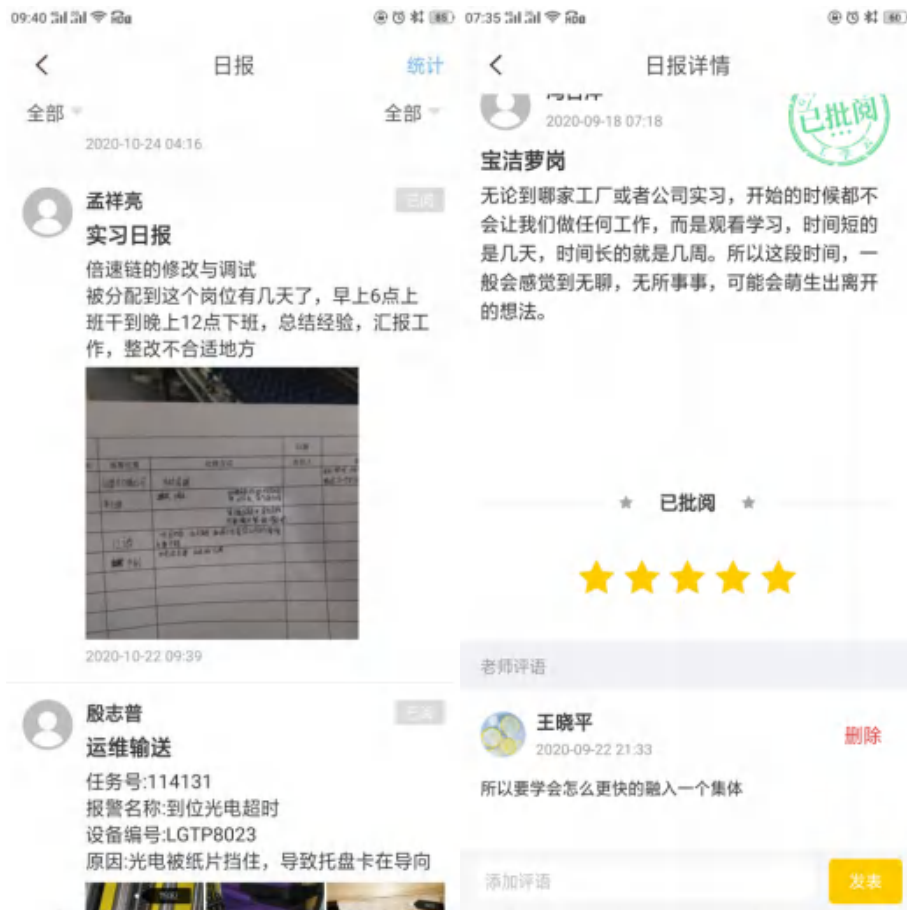 09:40
85
日报
统计
全部
全部
2020-10-24 04:16
孟祥亮
已阅
实习日报
倍速链的修改与调试
被分配到这个岗位有几天了，早上6点上
班干到晚上12点下班，总结经验，汇报工
作，整改不合适地方
2020-10-22 09:39
殷志普
已阅
运维输送
任务号:114131
报警名称:到位光电超时
设备编号:LGTP8023
原因:光电被纸片挡住，导致托盘卡在导向
07:35
60
日报详情
2020-09-18 07:18
已批阅
宝洁萝岗
无论到哪家工厂或者公司实习，开始的时候都不
会让我们做任何工作，而是观看学习，时间短的
是几天，时间长的就是几周。所以这段时间，一
般会感觉到无聊，无所事事，可能会萌生出离开
的想法。
已批阅
老师评语
王晓平
删除
2020-09-22 21:33
所以要学会怎么更快的融入一个集体
添加评语
发表